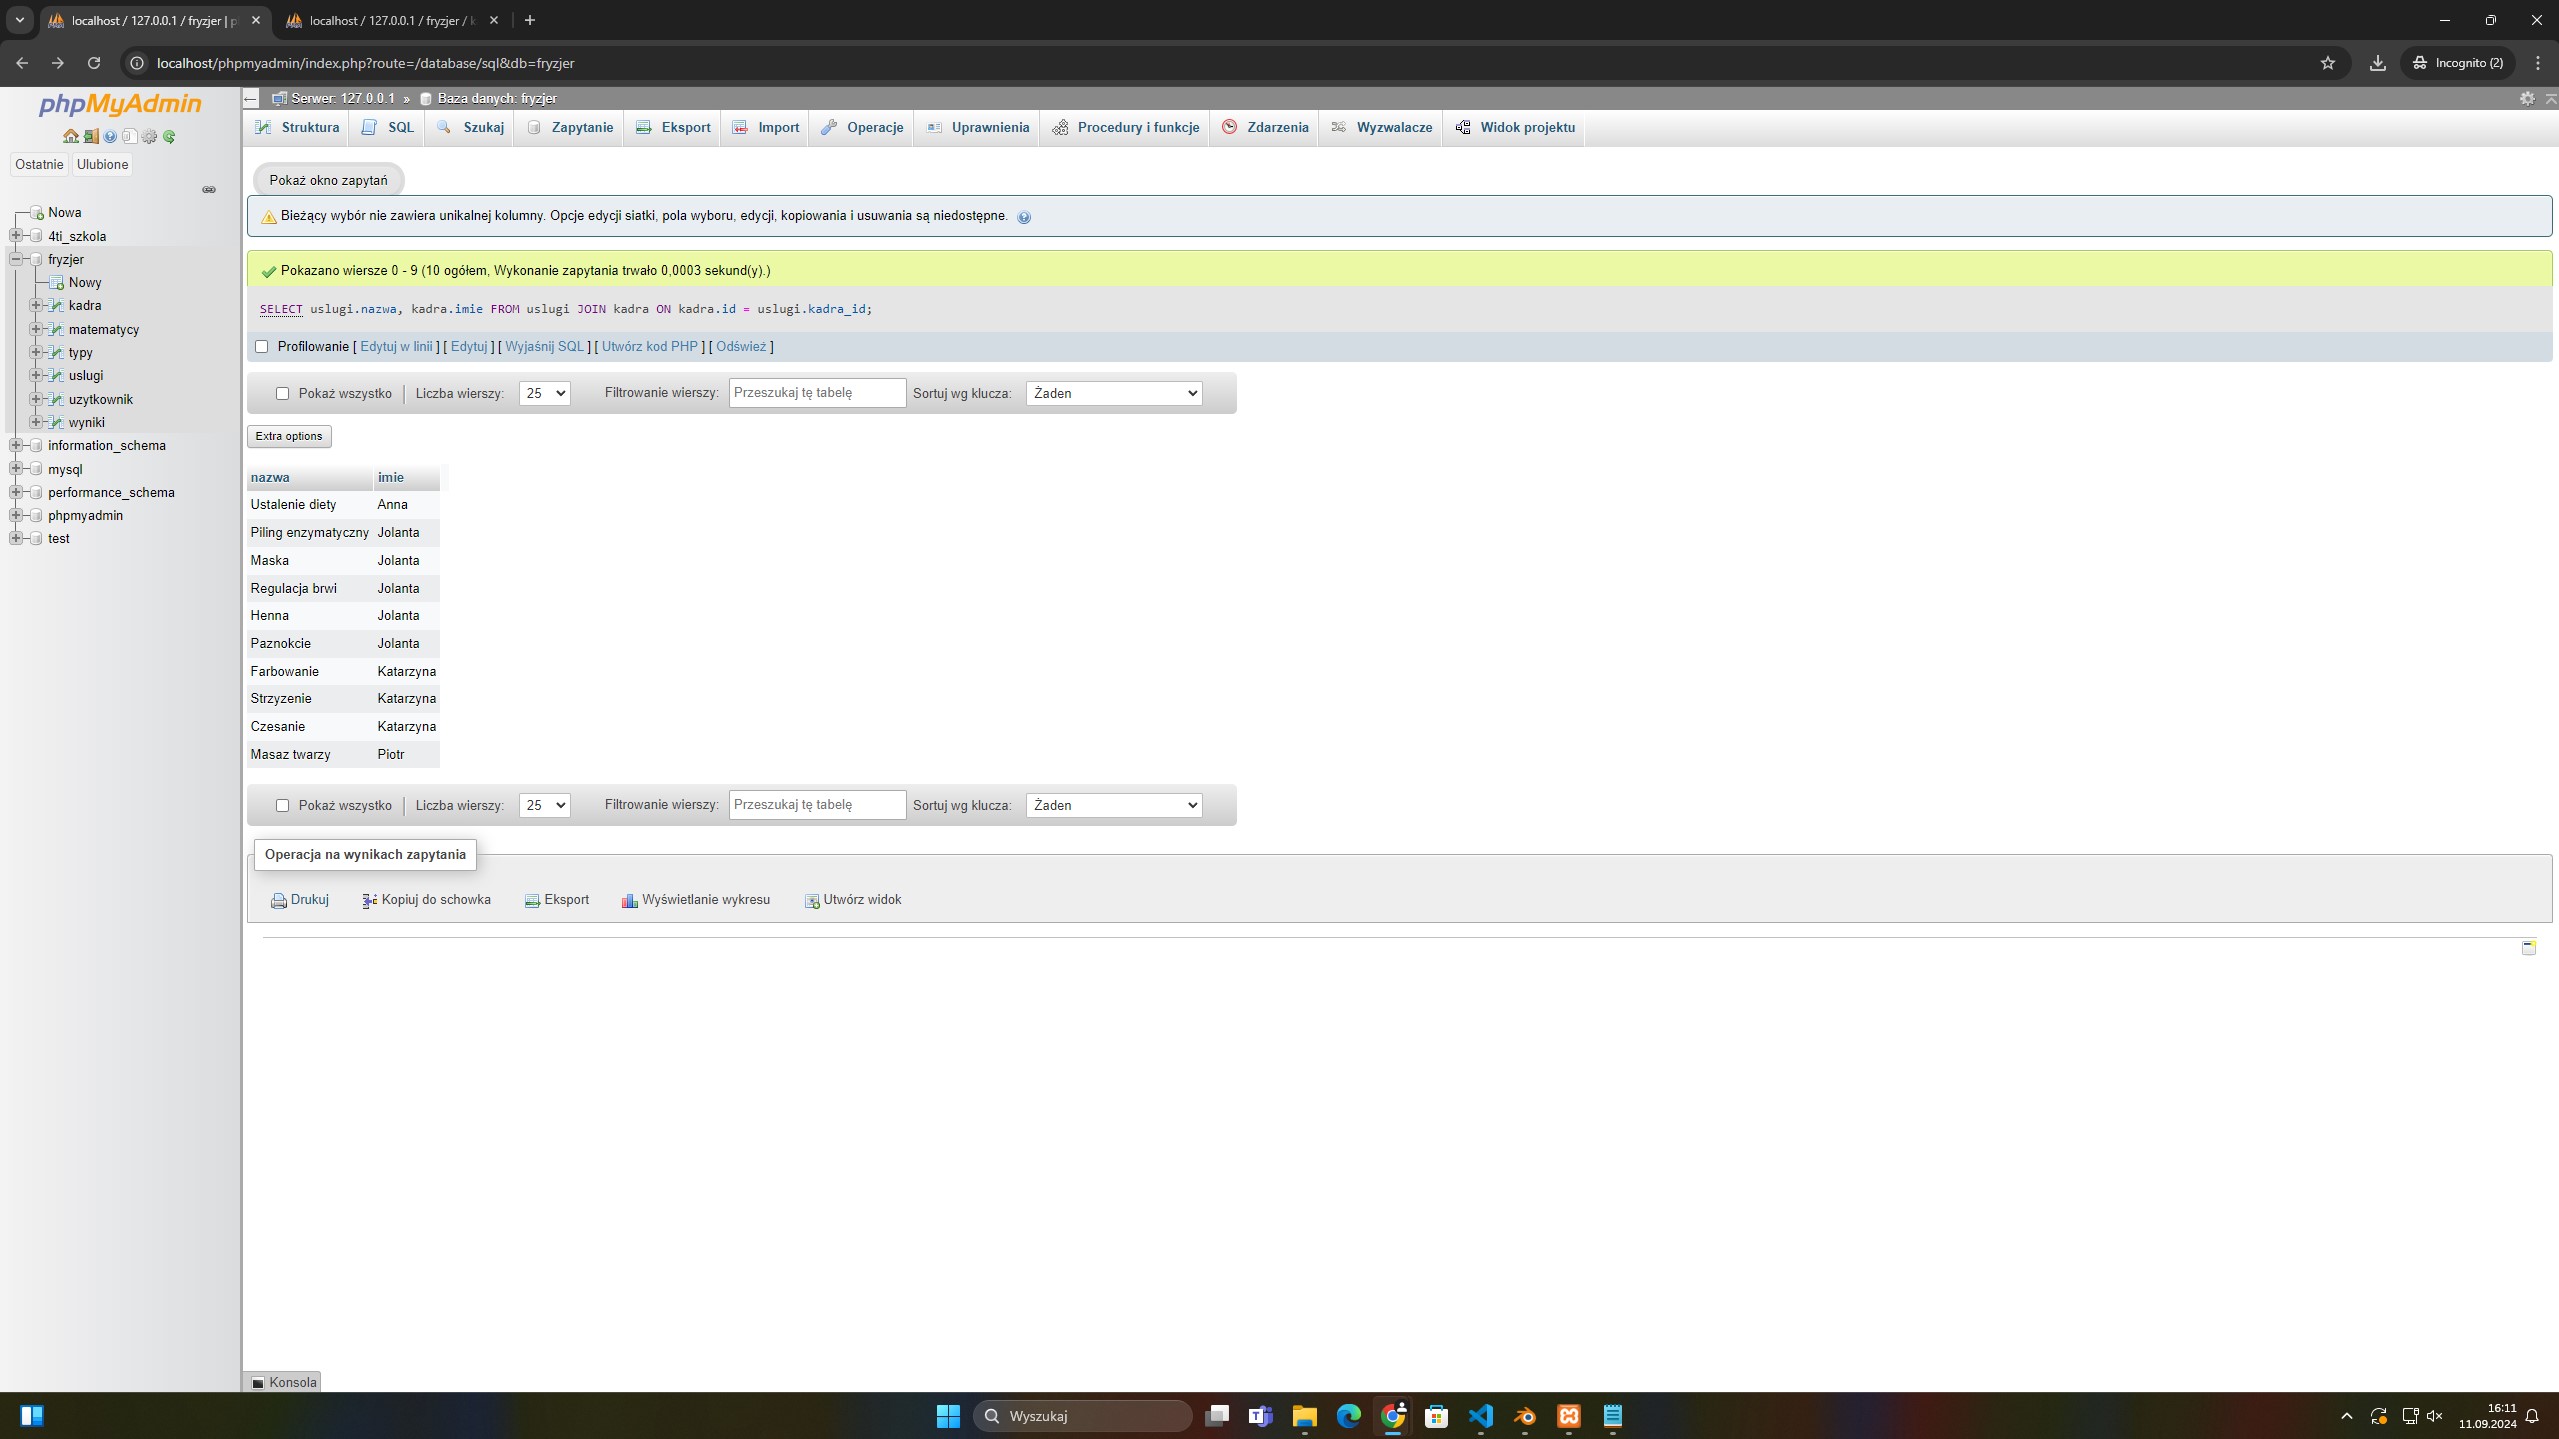 localhost / 127.0.0.1 / fryzjer | p
localhost / 127.0.0.1 / fryzjer / k
localhost/phpmyadmin/index.php?route=/database/sql&db=fryzjer
Incognito (2)
phpMyAdmin
Ostatnie Ulubione
Nowa
4ti_szkola
fryzjer
Nowy
kadra
matematycy
typy
uslugi
uzytkownik
wyniki
information_schema
mysql
performance_schema
phpmyadmin
test
Serwer: 127.0.0.1 » Baza danych: fryzjer
Struktura SQL Szukaj Zapytanie Eksport Import Operacje Uprawnienia Procedury i funkcje Zdarzenia Wyzwalacze Widok projektu
Pokaż okno zapytań
Bieżący wybór nie zawiera unikalnej kolumny. Opcje edycji siatki, pola wyboru, edycji, kopiowania i usuwania są niedostępne.
Pokazano wiersze 0 - 9 (10 ogółem, Wykonanie zapytania trwało 0,0003 sekund(y).)
SELECT uslugi.nazwa, kadra.imie FROM uslugi JOIN kadra ON kadra.id = uslugi.kadra_id;
Profilowanie [ Edytuj w linii ] [ Edytuj ] [ Wyjaśnij SQL ] [ Utwórz kod PHP ] [ Odśwież ]
Pokaż wszystko Liczba wierszy: 25 Filtrowanie wierszy: Przeszukaj tę tabelę Sortuj wg klucza: Żaden
Extra options
nazwa imie
Ustalenie diety Anna
Piling enzymatyczny Jolanta
Maska Jolanta
Regulacja brwi Jolanta
Henna Jolanta
Paznokcie Jolanta
Farbowanie Katarzyna
Strzyzenie Katarzyna
Czesanie Katarzyna
Masaz twarzy Piotr
Pokaż wszystko Liczba wierszy: 25 Filtrowanie wierszy: Przeszukaj tę tabelę Sortuj wg klucza: Żaden
Operacja na wynikach zapytania
Drukuj Kopiuj do schowka Eksport Wyświetlanie wykresu Utwórz widok
Konsola
Wyszukaj
16:11
11.09.2024